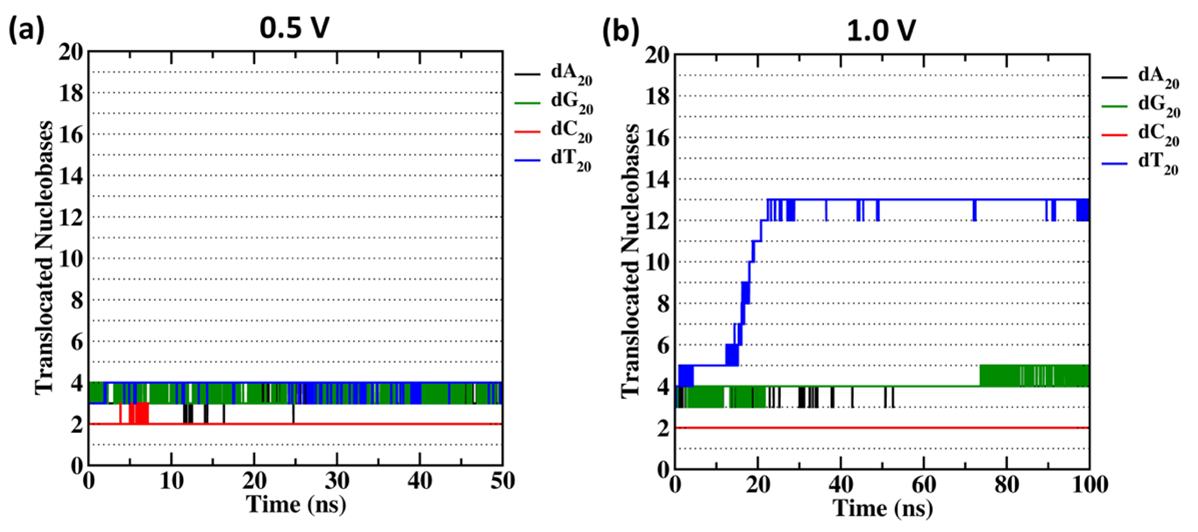 (a)
0.5 V
Translocated Nucleobases
20
18
16
14
12
10
8
6
4
2
0
0 10 20 30 40 50
Time (ns)
dA20
dG20
dC20
dT20
(b)
1.0 V
Translocated Nucleobases
20
18
16
14
12
10
8
6
4
2
0
0 20 40 60 80 100
Time (ns)
dA20
dG20
dC20
dT20